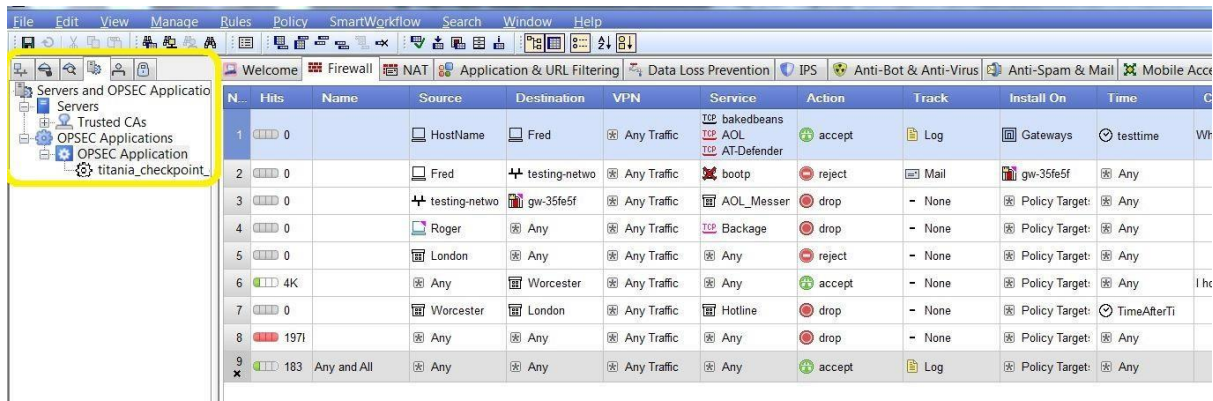 File Edit View Manage Rules Policy SmartWorkflow Search Window Help
Welcome Firewall NAT Application & URL Filtering Data Loss Prevention IPS Anti-Bot & Anti-Virus Anti-Spam & Mail Mobile Acce
Servers and OPSEC Applicatio
Servers
Trusted CAs
OPSEC Applications
OPSEC Application
titania_checkpoint_
N... Hits Name Source Destination VPN Service Action Track Install On Time C
1 0 HostName Fred Any Traffic TCP bakedbeans TCP AOL TCP AT-Defender accept Log Gateways testtime Wh
2 0 Fred testing-netwo Any Traffic bootp reject Mail gw-35fe5f Any
3 0 testing-netwo gw-35fe5f Any Traffic AOL_Messer drop - None Policy Target: Any
4 0 Roger Any Any Traffic TCP Backage drop - None Policy Target: Any
5 0 London Any Any Traffic Any reject - None Policy Target: Any
6 4K Any Worcester Any Traffic Any accept - None Policy Target: Any I ho
7 0 Worcester London Any Traffic Hotline drop - None Policy Target: TimeAfterTi
8 Any Any Any Traffic Any drop - None Policy Target: Any
9 183 Any and All Any Any Any Traffic Any accept Log Policy Target: Any